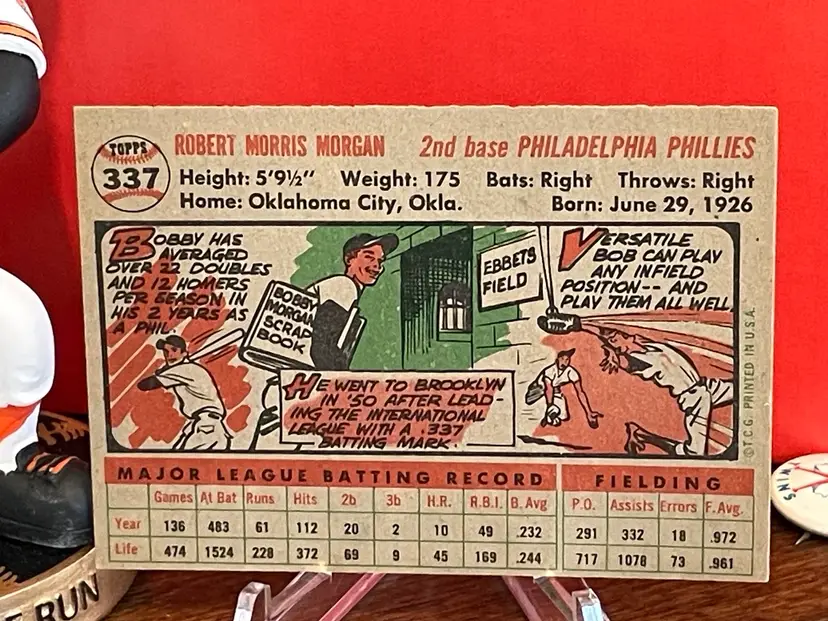 TOPPS
337
ROBERT MORRIS MORGAN 2nd base PHILADELPHIA PHILLIES
Height: 5'9½" Weight: 175 Bats: Right Throws: Right
Home: Oklahoma City, Okla. Born: June 29, 1926
BOBBY HAS
AVERAGED
OVER 22 DOUBLES
AND 12 HOMERS
PER SEASON IN
HIS 2 YEARS AS
A PHIL.
BOBBY
MORGAN
SCRAP
BOOK
EBBETS
FIELD
HE WENT TO BROOKLYN
IN '50 AFTER LEAD-
ING THE INTERNATIONAL
LEAGUE WITH A .337
BATTING MARK.
VERSATILE
BOB CAN PLAY
ANY INFIELD
POSITION-- AND
PLAY THEM ALL WELL.
©T.C.G. PRINTED IN U.S.A.
MAJOR LEAGUE BATTING RECORD FIELDING
Games At Bat Runs Hits 2b 3b H.R. R.B.I. B. Avg. P.O. Assists Errors F. Avg.
Year 136 483 61 112 20 2 10 49 .232 291 332 18 .972
Life 474 1524 228 372 69 9 45 169 .244 717 1078 73 .961
RUN